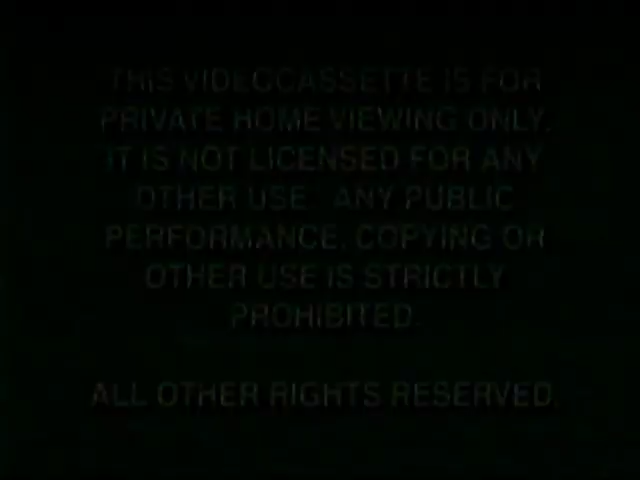 THIS VIDEOCASSETTE IS FOR
PRIVATE HOME VIEWING ONLY.
IT IS NOT LICENSED FOR ANY
OTHER USE. ANY PUBLIC
PERFORMANCE, COPYING OR
OTHER USE IS STRICTLY
PROHIBITED.
ALL OTHER RIGHTS RESERVED.